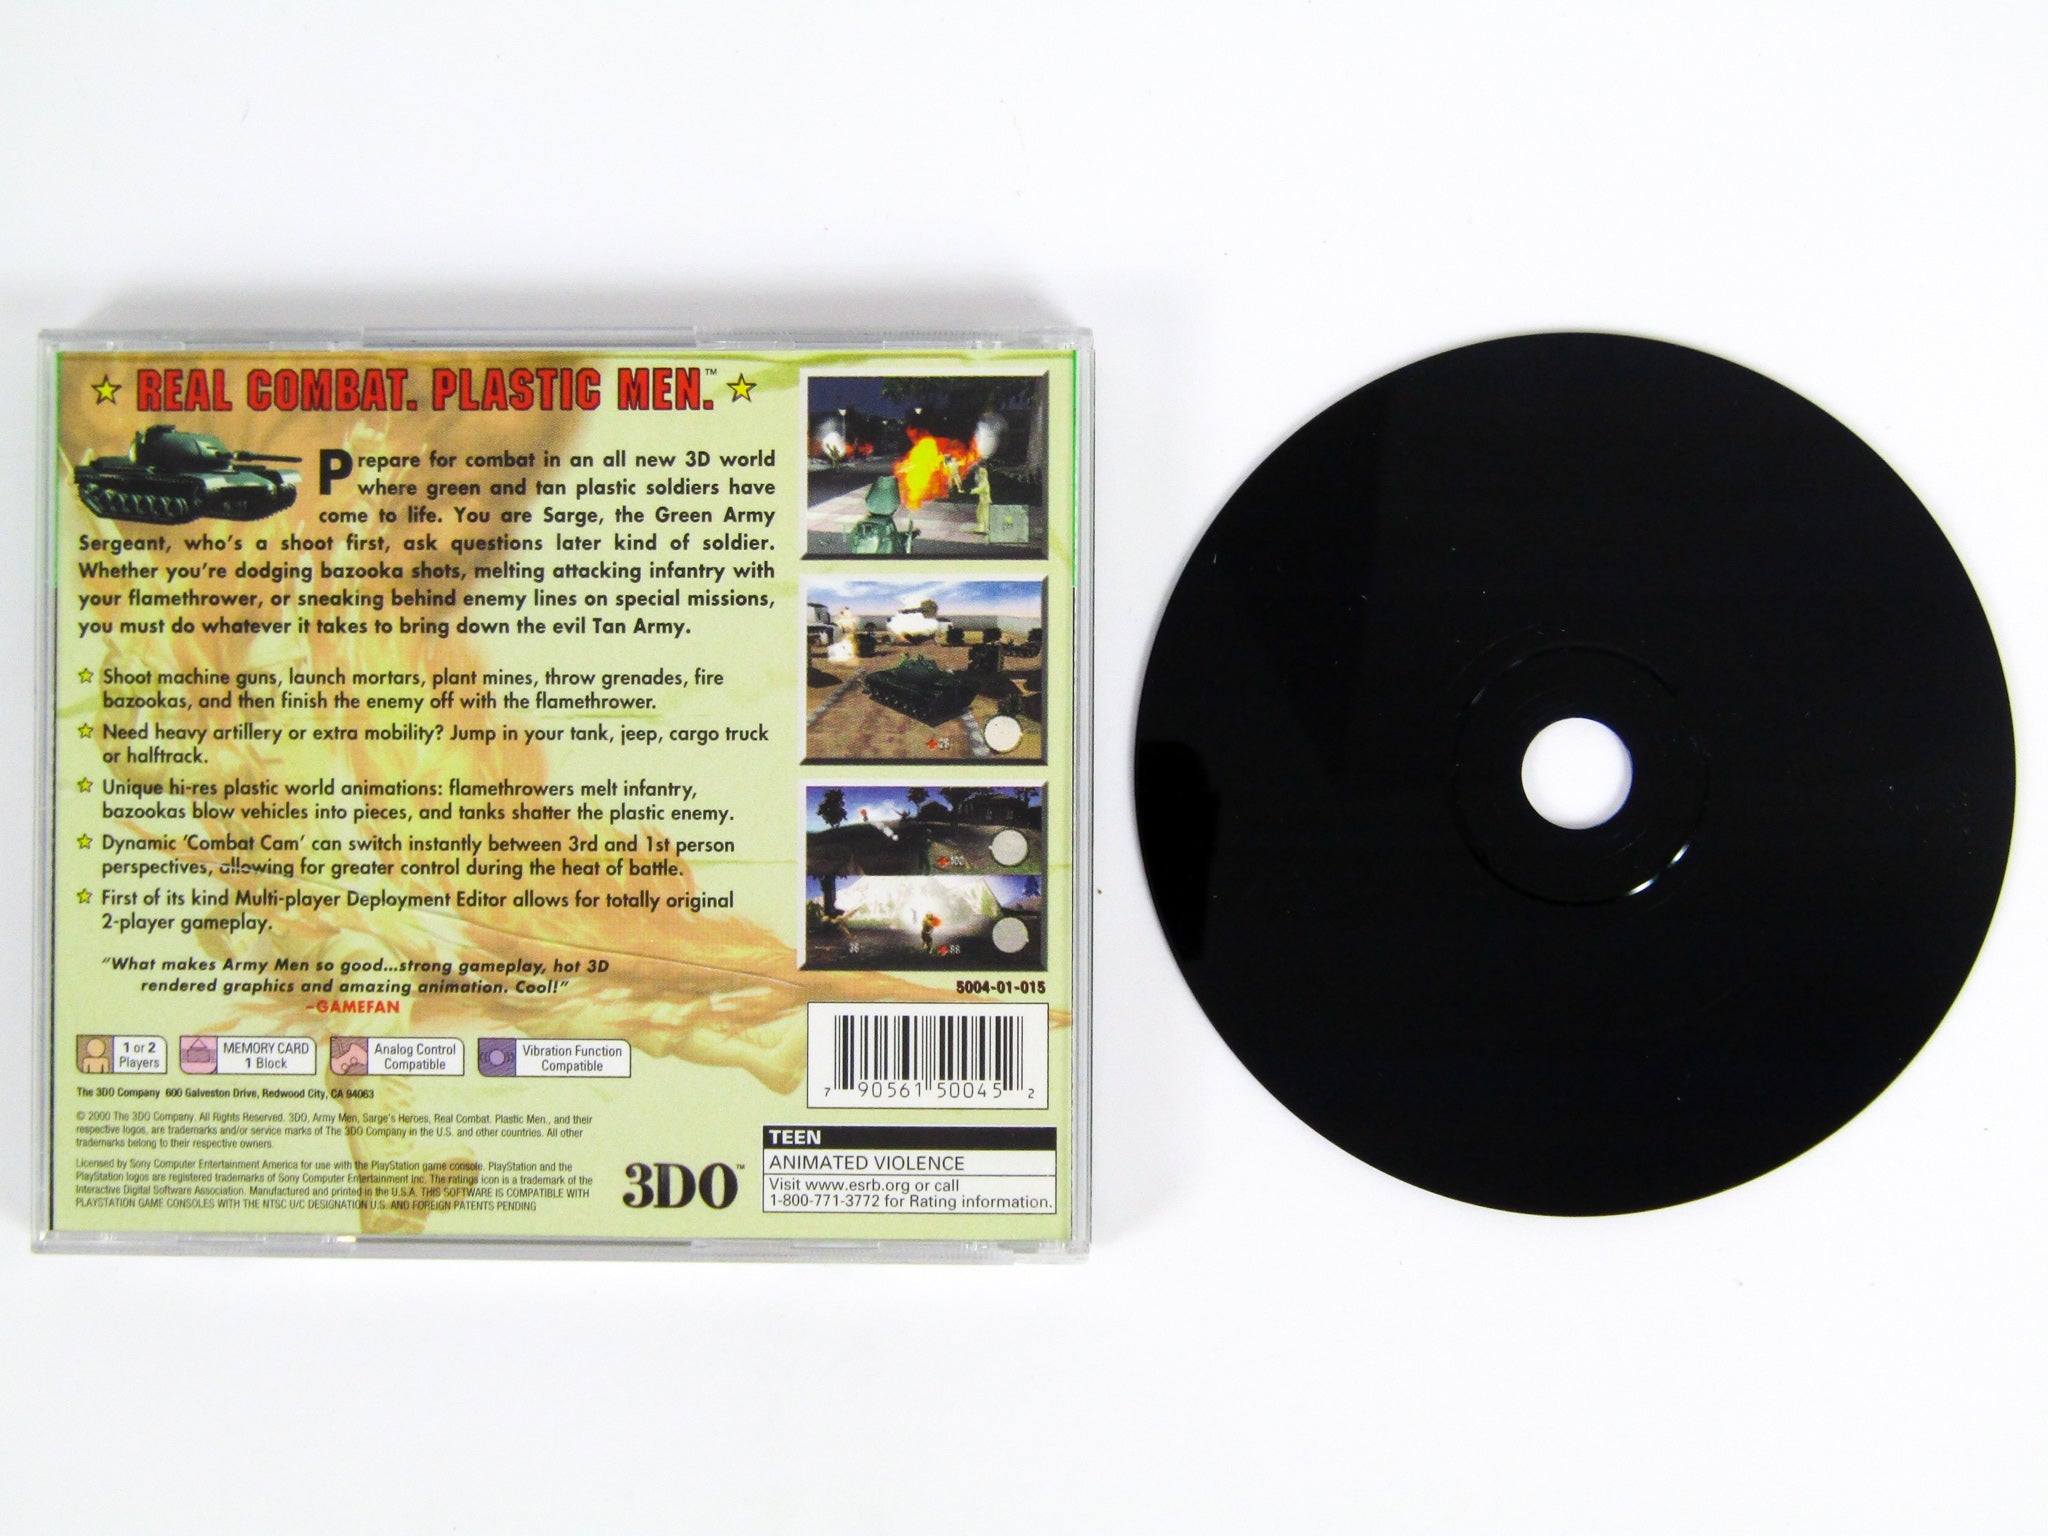 REAL COMBAT. PLASTIC MEN.™
Prepare for combat in an all new 3D world
where green and tan plastic soldiers have
come to life. You are Sarge, the Green Army
Sergeant, who's a shoot first, ask questions later kind of soldier.
Whether you're dodging bazooka shots, melting attacking infantry with
your flamethrower, or sneaking behind enemy lines on special missions,
you must do whatever it takes to bring down the evil Tan Army.
Shoot machine guns, launch mortars, plant mines, throw grenades, fire
bazookas, and then finish the enemy off with the flamethrower.
Need heavy artillery or extra mobility? Jump in your tank, jeep, cargo truck
or halftrack.
Unique hi-res plastic world animations: flamethrowers melt infantry,
bazookas blow vehicles into pieces, and tanks shatter the plastic enemy.
Dynamic 'Combat Cam' can switch instantly between 3rd and 1st person
perspectives, allowing for greater control during the heat of battle.
First of its kind Multi-player Deployment Editor allows for totally original
2-player gameplay.
"What makes Army Men so good...strong gameplay, hot 3D
rendered graphics and amazing animation. Cool!"
–GAMEFAN
1 or 2
Players
MEMORY CARD
1 Block
Analog Control
Compatible
Vibration Function
Compatible
The 3DO Company 600 Galveston Drive, Redwood City, CA 94063
© 2000 The 3DO Company. All Rights Reserved. 3DO, Army Men, Sarge's Heroes, Real Combat. Plastic Men., and their
respective logos, are trademarks and/or service marks of The 3DO Company in the U.S. and other countries. All other
trademarks belong to their respective owners.
Licensed by Sony Computer Entertainment America for use with the PlayStation game console. PlayStation and the
PlayStation logos are registered trademarks of Sony Computer Entertainment Inc. The ratings icon is a trademark of the
Interactive Digital Software Association. Manufactured and printed in the U.S.A. THIS SOFTWARE IS COMPATIBLE WITH
PLAYSTATION GAME CONSOLES WITH THE NTSC U/C DESIGNATION U.S. AND FOREIGN PATENTS PENDING
3DO™
5004-01-015
7 90561 50045 2
TEEN
ANIMATED VIOLENCE
Visit www.esrb.org or call
1-800-771-3772 for Rating information.